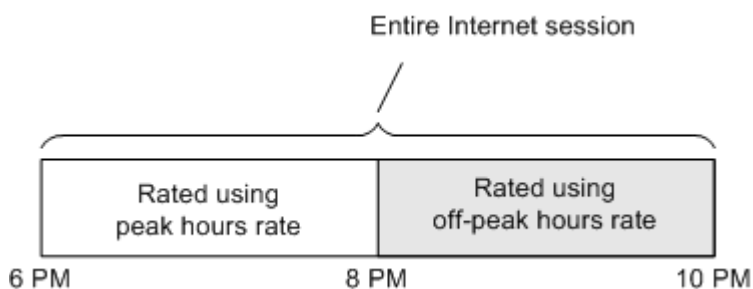 Entire Internet session
Rated using
peak hours rate
Rated using
off-peak hours rate
6 PM
8 PM
10 PM